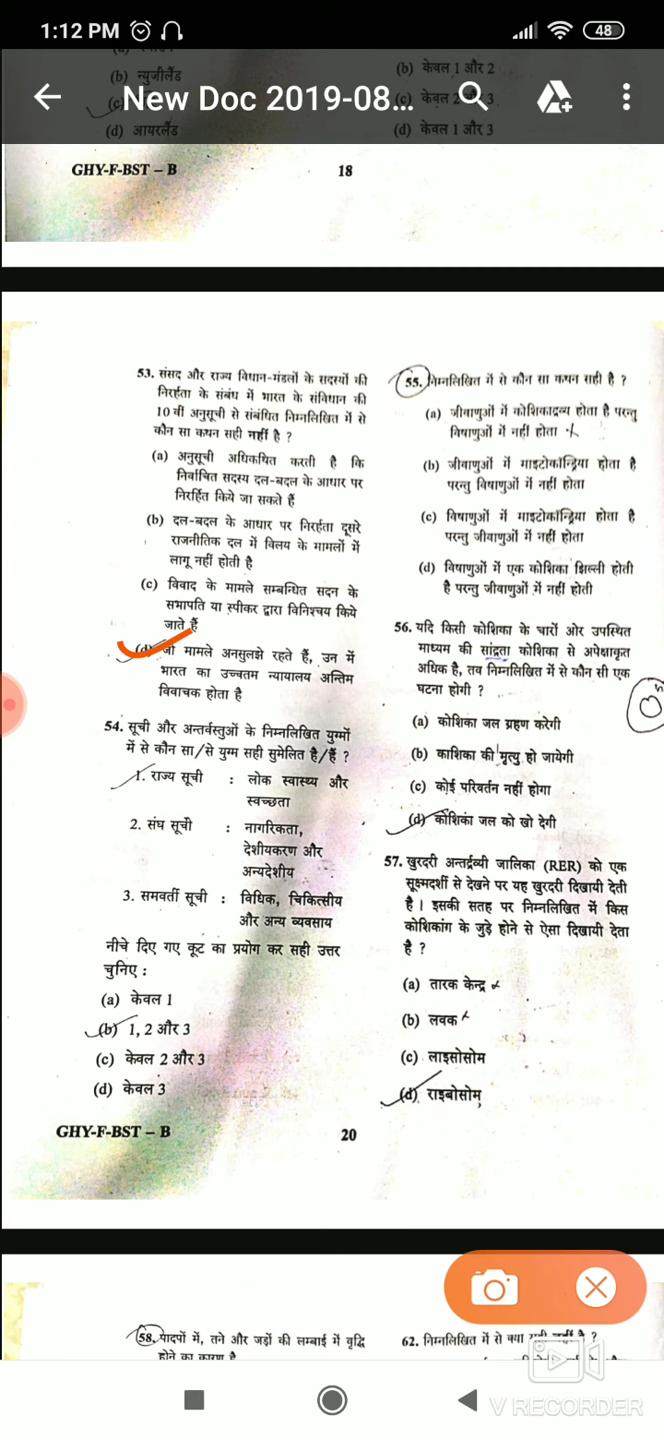 1:12 PM
48
New Doc 2019-08...
(b) न्युजीलैंड
(d) आयरलैंड
(b) केवल 1 और 2
(c) केवल 2 और 3
(d) केवल 1 और 3
GHY-F-BST – B
18
53. संसद और राज्य विधान-मंडलों के सदस्यों की
निरर्हता के संबंध में भारत के संविधान की
10 वीं अनुसूची से संबंधित निम्नलिखित में से
कौन सा कथन सही नहीं है ?
(a) अनुसूची अधिकथित करती है कि
निर्वाचित सदस्य दल-बदल के आधार पर
निरर्हित किये जा सकते हैं
(b) दल-बदल के आधार पर निरर्हता दूसरे
राजनीतिक दल में विलय के मामलों में
लागू नहीं होती है
(c) विवाद के मामले सम्बन्धित सदन के
सभापति या स्पीकर द्वारा विनिश्चय किये
जाते हैं
(d) जो मामले अनसुलझे रहते हैं, उन में
भारत का उच्चतम न्यायालय अन्तिम
विवाचक होता है
54. सूची और अन्तर्वस्तुओं के निम्नलिखित युग्मों
में से कौन सा/से युग्म सही सुमेलित है/हैं ?
1. राज्य सूची : लोक स्वास्थ्य और
स्वच्छता
2. संघ सूची : नागरिकता,
देशीयकरण और
अन्यदेशीय
3. समवर्ती सूची : विधिक, चिकित्सीय
और अन्य व्यवसाय
नीचे दिए गए कूट का प्रयोग कर सही उत्तर
चुनिए :
(a) केवल 1
(b) 1, 2 और 3
(c) केवल 2 और 3
(d) केवल 3
GHY-F-BST – B
20
55. निम्नलिखित में से कौन सा कथन सही है ?
(a) जीवाणुओं में कोशिकाद्रव्य होता है परन्तु
विषाणुओं में नहीं होता
(b) जीवाणुओं में माइटोकॉन्ड्रिया होता है
परन्तु विषाणुओं में नहीं होता
(c) विषाणुओं में माइटोकॉन्ड्रिया होता है
परन्तु जीवाणुओं में नहीं होता
(d) विषाणुओं में एक कोशिका झिल्ली होती
है परन्तु जीवाणुओं में नहीं होती
56. यदि किसी कोशिका के चारों ओर उपस्थित
माध्यम की सांद्रता कोशिका से अपेक्षाकृत
अधिक है, तब निम्नलिखित में से कौन सी एक
घटना होगी ?
(a) कोशिका जल ग्रहण करेगी
(b) काशिका की मृत्यु हो जायेगी
(c) कोई परिवर्तन नहीं होगा
(d) कोशिका जल को खो देगी
57. खुरदरी अन्तर्द्रव्यी जालिका (RER) को एक
सूक्ष्मदर्शी से देखने पर यह खुरदरी दिखायी देती
है । इसकी सतह पर निम्नलिखित में किस
कोशिकांग के जुड़े होने से ऐसा दिखायी देता
है ?
(a) तारक केन्द्र
(b) लवक
(c) लाइसोसोम
(d) राइबोसोम
58. पादपों में, तने और जड़ों की लम्बाई में वृद्धि
होने का कारण है
62. निम्नलिखित में से क्या सही नहीं है ?
V RECORDER